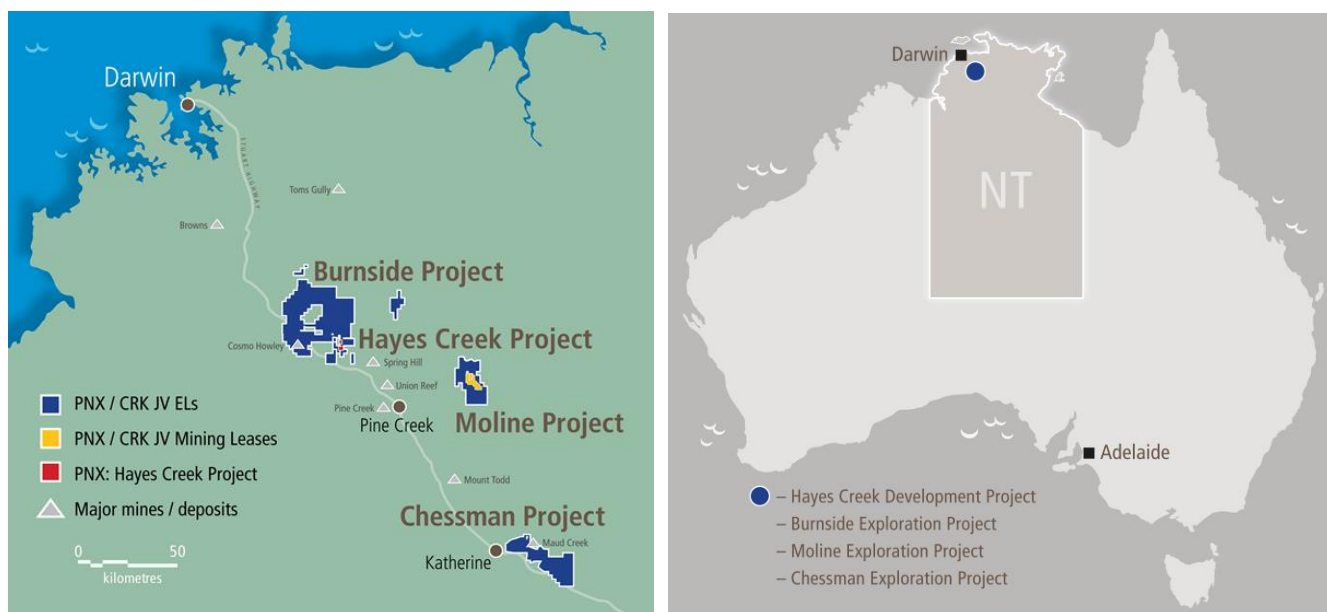 Darwin
STUART HIGHWAY
Toms Gully
Browns
Burnside Project
Hayes Creek Project
Cosmo Howley
Spring Hill
Union Reef
Pine Creek
Pine Creek
Moline Project
Mount Todd
Chessman Project
Maud Creek
Katherine
PNX / CRK JV ELs
PNX / CRK JV Mining Leases
PNX: Hayes Creek Project
Major mines / deposits
0 50
kilometres
Darwin
NT
Adelaide
– Hayes Creek Development Project
– Burnside Exploration Project
– Moline Exploration Project
– Chessman Exploration Project